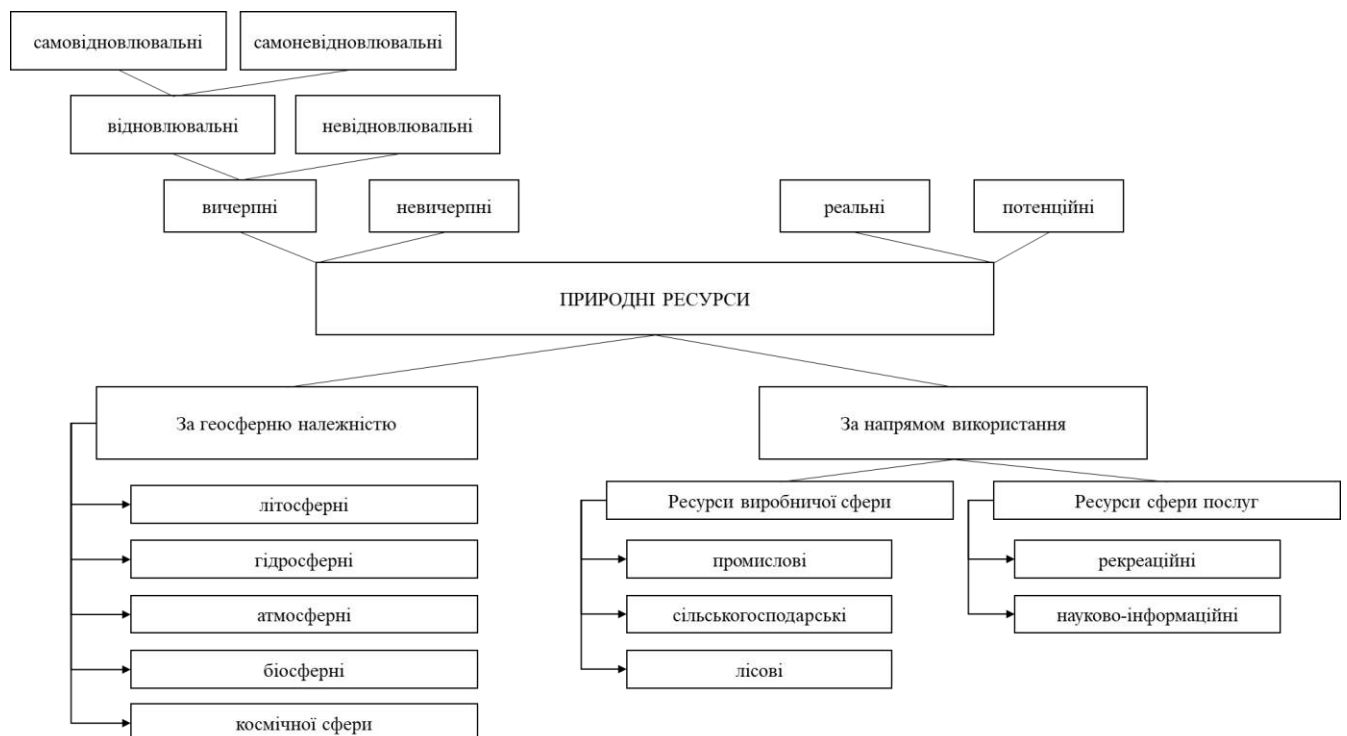 самовідновлювальні
самоневідновлювальні
відновлювальні
невідновлювальні
вичерпні
невичерпні
реальні
потенційні
ПРИРОДНІ РЕСУРСИ
За геосферню належністю
За напрямом використання
літосферні
гідросферні
атмосферні
біосферні
космічної сфери
Ресурси виробничої сфери
промислові
сільськогосподарські
лісові
Ресурси сфери послуг
рекреаційні
науково-інформаційні